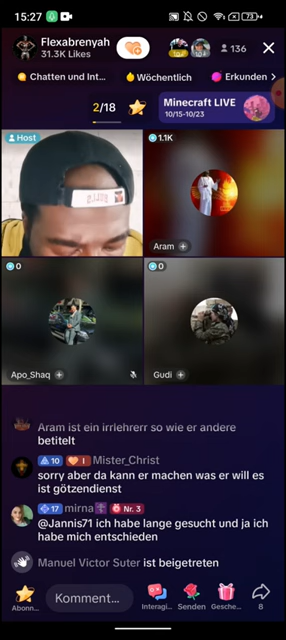 15:27
73
Flexabrenyah
31.3K Likes
136
Chatten und Int...
Wöchentlich
Erkunden
2/18
Minecraft LIVE
10/15-10/23
Host
1.1K
Aram
0
0
Apo_Shaq
Gudi
Aram ist ein irrlehrerr so wie er andere
betitelt
10 I Mister_Christ
sorry aber da kann er machen was er will es
ist götzendienst
17 mirna Nr. 3
@Jannis71 ich habe lange gesucht und ja ich
habe mich entschieden
Manuel Victor Suter ist beigetreten
Abonn...
Kommen...
Interagi...
Senden
Gesche...
8